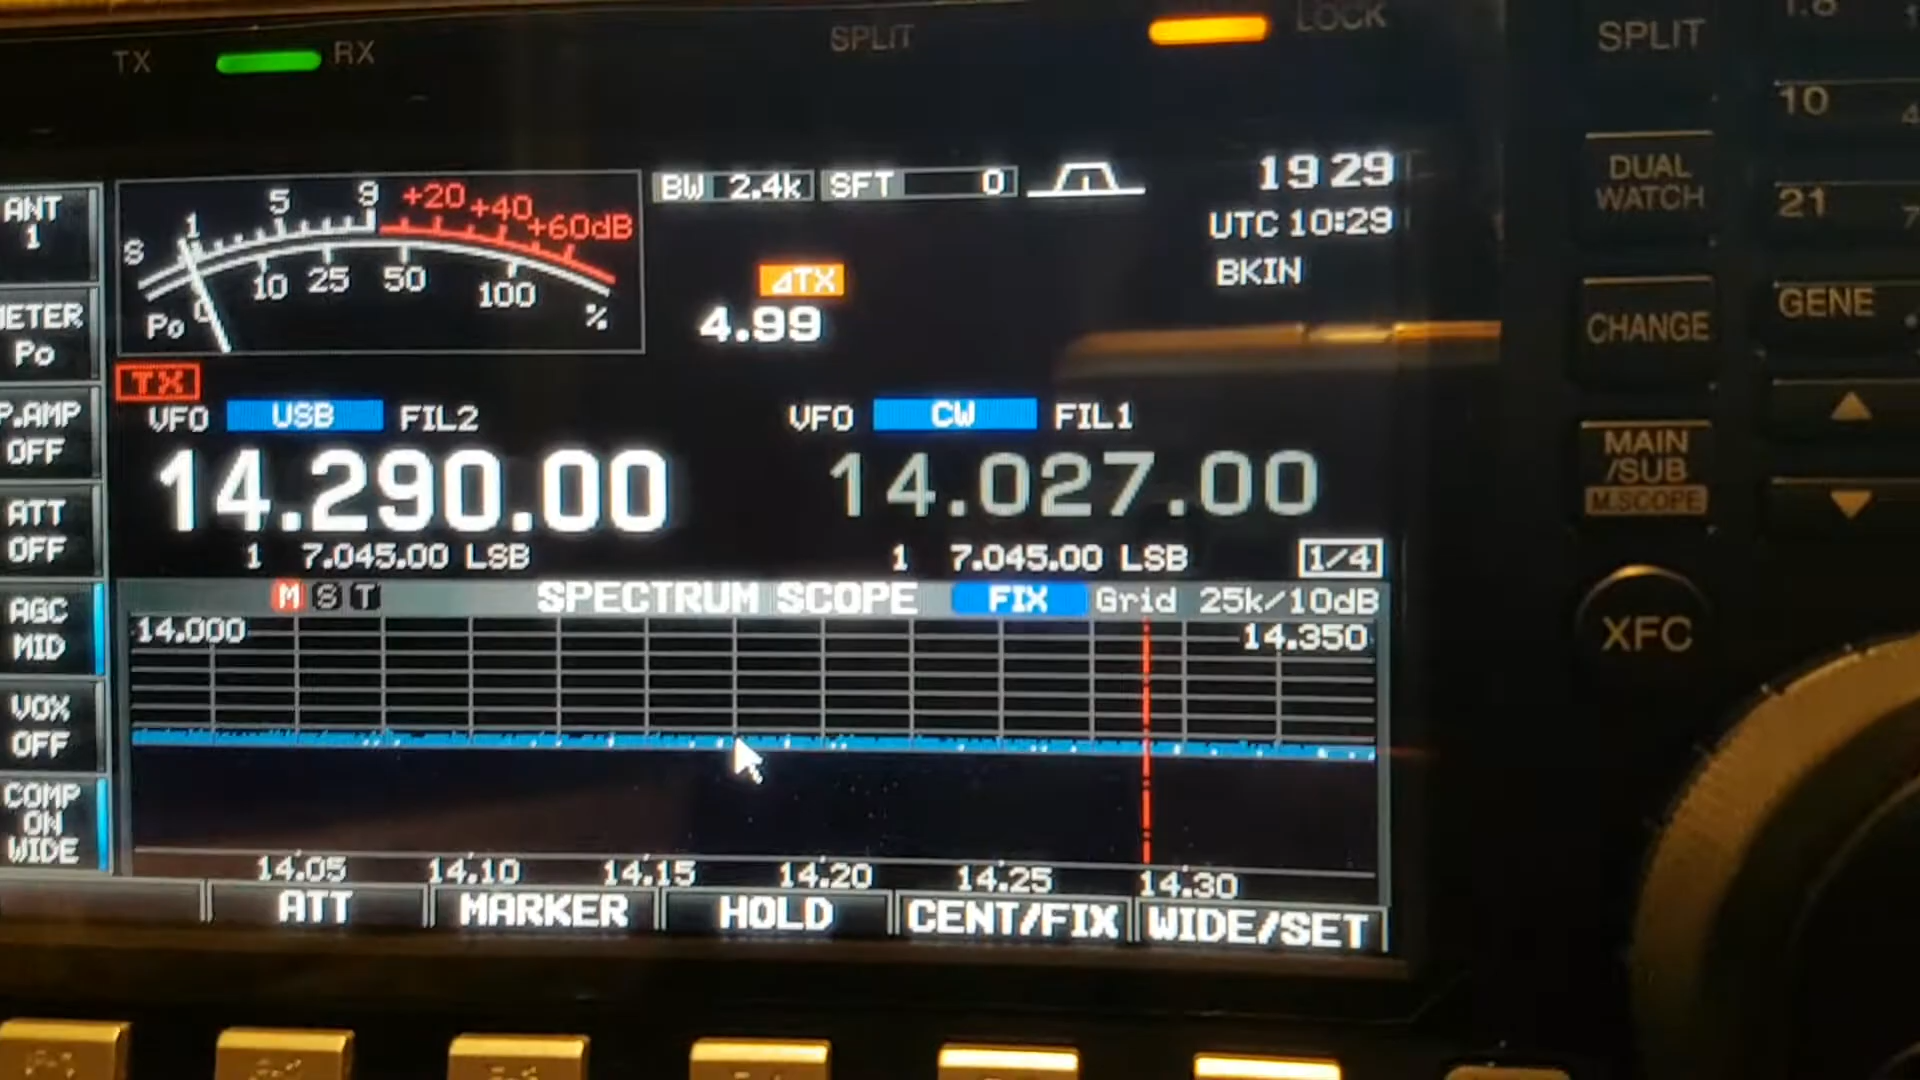 TX RX SPLIT LOCK
SPLIT
1.8
10
DUAL
WATCH
21
CHANGE
GENE
MAIN
/SUB
M.SCOPE
XFC
ANT
1
METER
Po
P.AMP
OFF
ATT
OFF
AGC
MID
VOX
OFF
COMP
ON
WIDE
S 1 5 9 +20 +40 +60dB
Po 0 10 25 50 100 %
BW 2.4k SFT 0
19 29
UTC 10:29
BKIN
⊿TX
4.99
TX
VFO USB FIL2
14.290.00
1 7.045.00 LSB
VFO CW FIL1
14.027.00
1 7.045.00 LSB 1/4
M S T SPECTRUM SCOPE FIX Grid 25k/10dB
14.000 14.350
14.05 14.10 14.15 14.20 14.25 14.30
ATT MARKER HOLD CENT/FIX WIDE/SET